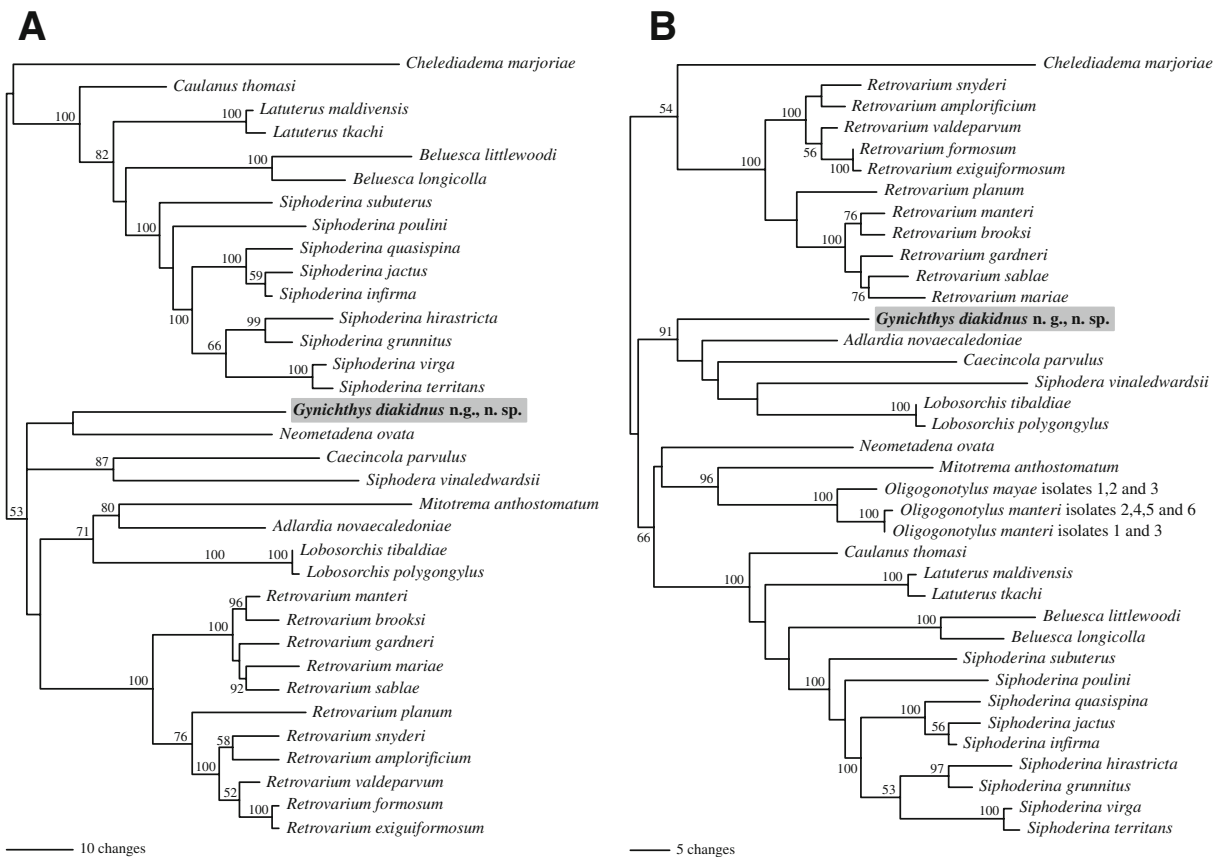 A
Chelediadema marjoriae
Caulanus thomasi
100
Latuterus maldivensis
100
Latuterus tkachi
82
Beluesca littlewoodi
100
Beluesca longicolla
Siphoderina subuterus
100
Siphoderina poulini
Siphoderina quasispina
100
Siphoderina jactus
59
Siphoderina infirma
100
Siphoderina hirastricta
99
Siphoderina grunnitus
66
Siphoderina virga
100
Siphoderina territans
Gynichthys diakidnus n.g., n. sp.
Neometadena ovata
Caecincola parvulus
87
Siphodera vinaledwardsii
53
Mitotrema anthostomatum
80
Adlardia novaecaledoniae
71
Lobosorchis tibaldiae
100 100
Lobosorchis polygongylus
Retrovarium manteri
96
Retrovarium brooksi
100
Retrovarium gardneri
Retrovarium mariae
92
Retrovarium sablae
100
Retrovarium planum
76
Retrovarium snyderi
58
Retrovarium amplorificium
100
Retrovarium valdeparvum
52
Retrovarium formosum
100
Retrovarium exiguiformosum
10 changes
B
Chelediadema marjoriae
54
Retrovarium snyderi
100
Retrovarium amplorificium
Retrovarium valdeparvum
56
Retrovarium formosum
100
Retrovarium exiguiformosum
100
Retrovarium planum
Retrovarium manteri
76
Retrovarium brooksi
100
Retrovarium gardneri
Retrovarium sablae
76
Retrovarium mariae
Gynichthys diakidnus n. g., n. sp.
91
Adlardia novaecaledoniae
Caecincola parvulus
Siphodera vinaledwardsii
Lobosorchis tibaldiae
100
Lobosorchis polygongylus
Neometadena ovata
Mitotrema anthostomatum
96
Oligogonotylus mayae isolates 1,2 and 3
100
Oligogonotylus manteri isolates 2,4,5 and 6
100
Oligogonotylus manteri isolates 1 and 3
66
Caulanus thomasi
100
Latuterus maldivensis
100
Latuterus tkachi
Beluesca littlewoodi
100
Beluesca longicolla
Siphoderina subuterus
100
Siphoderina poulini
Siphoderina quasispina
100
Siphoderina jactus
56
Siphoderina infirma
100
Siphoderina hirastricta
97
Siphoderina grunnitus
53
Siphoderina virga
100
Siphoderina territans
5 changes